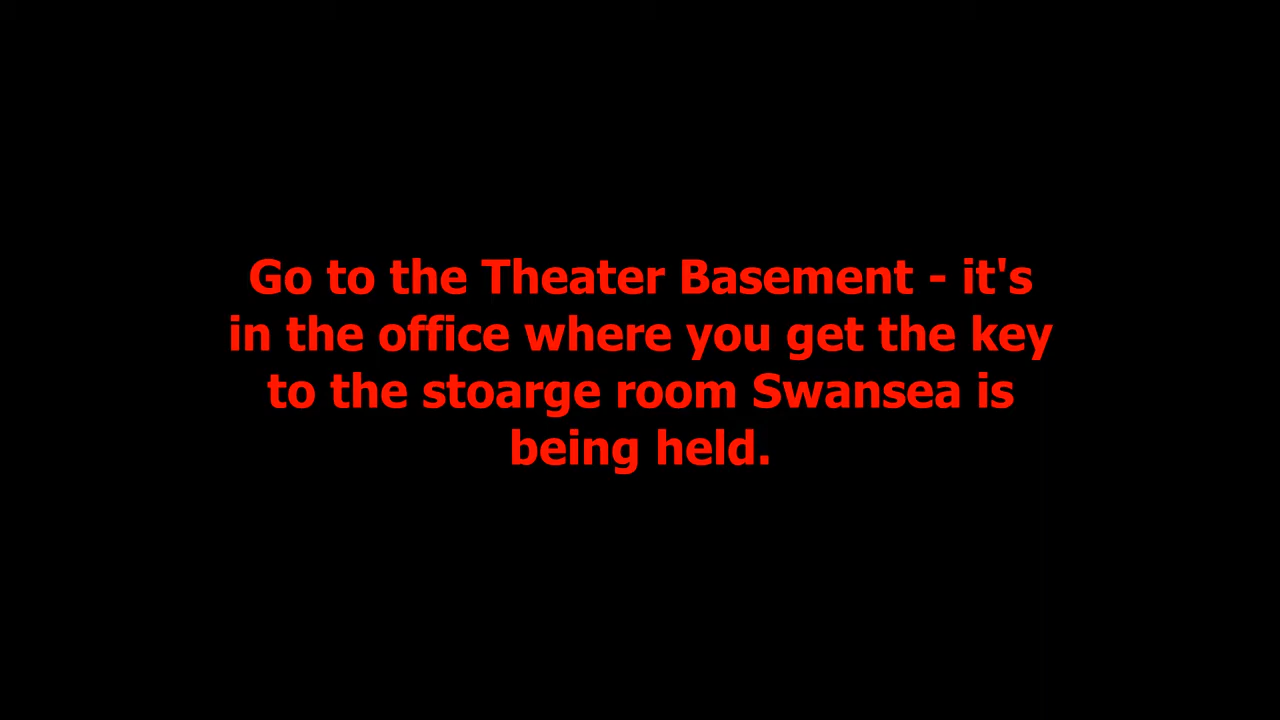 Go to the Theater Basement - it's
in the office where you get the key
to the stoarge room Swansea is
being held.